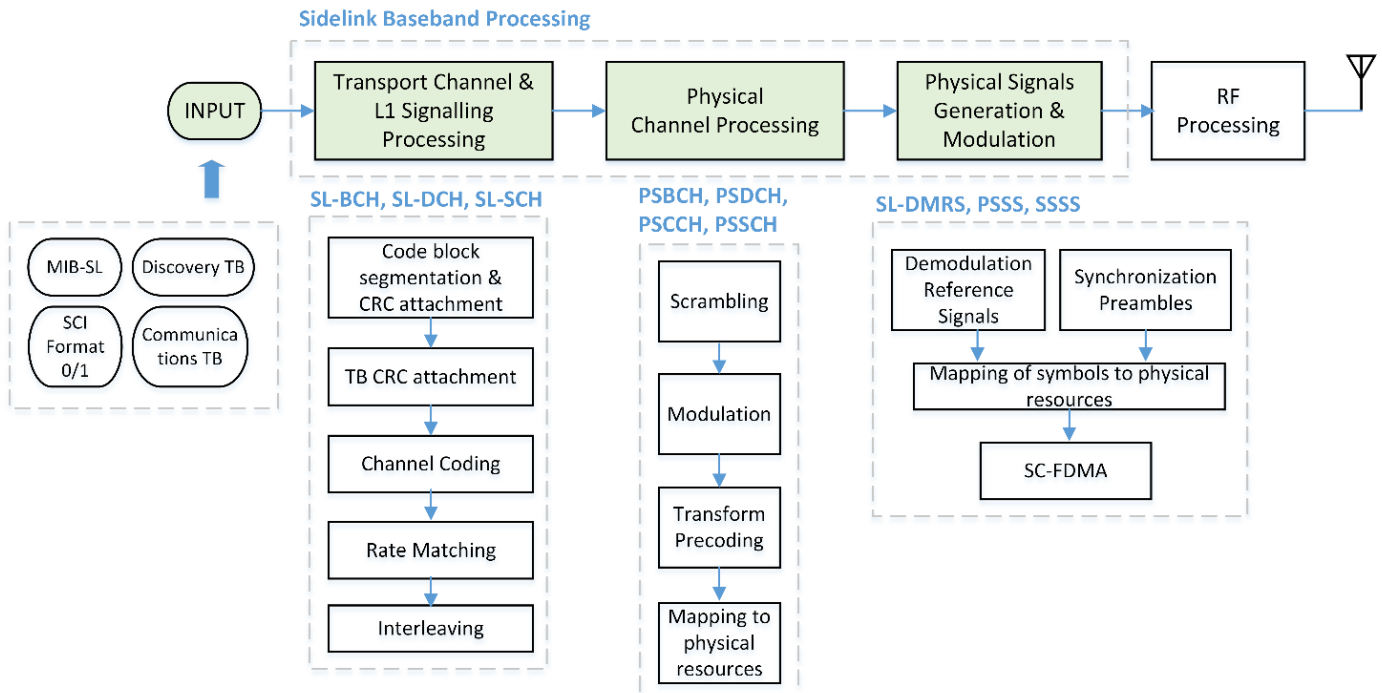 Sidelink Baseband Processing
INPUT
Transport Channel &
L1 Signalling
Processing
Physical
Channel Processing
Physical Signals
Generation &
Modulation
RF
Processing
MIB-SL
Discovery TB
SCI
Format
0/1
Communica
tions TB
SL-BCH, SL-DCH, SL-SCH
Code block
segmentation &
CRC attachment
TB CRC attachment
Channel Coding
Rate Matching
Interleaving
PSBCH, PSDCH,
PSCCH, PSSCH
Scrambling
Modulation
Transform
Precoding
Mapping to
physical
resources
SL-DMRS, PSSS, SSSS
Demodulation
Reference
Signals
Synchronization
Preambles
Mapping of symbols to physical
resources
SC-FDMA